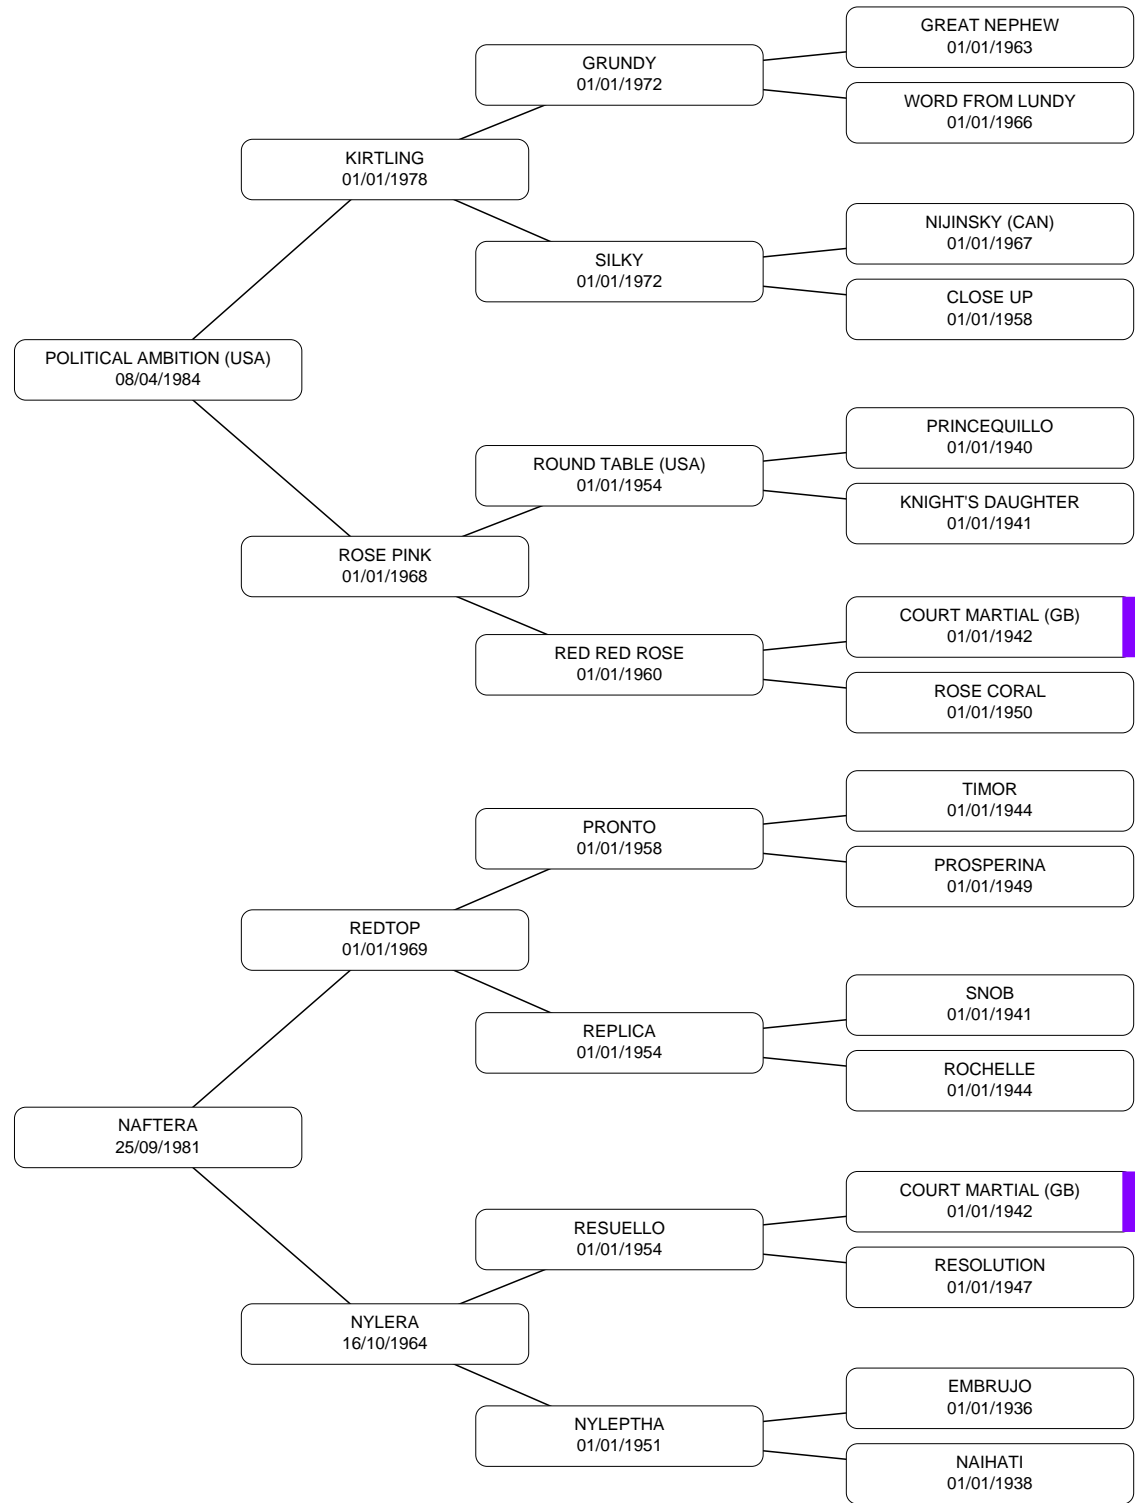 GREAT NEPHEW
01/01/1963
GRUNDY
01/01/1972
WORD FROM LUNDY
01/01/1966
KIRTLING
01/01/1978
NIJINSKY (CAN)
01/01/1967
SILKY
01/01/1972
CLOSE UP
01/01/1958
POLITICAL AMBITION (USA)
08/04/1984
PRINCEQUILLO
01/01/1940
ROUND TABLE (USA)
01/01/1954
KNIGHT'S DAUGHTER
01/01/1941
ROSE PINK
01/01/1968
COURT MARTIAL (GB)
01/01/1942
RED RED ROSE
01/01/1960
ROSE CORAL
01/01/1950
TIMOR
01/01/1944
PRONTO
01/01/1958
PROSPERINA
01/01/1949
REDTOP
01/01/1969
SNOB
01/01/1941
REPLICA
01/01/1954
ROCHELLE
01/01/1944
NAFTERA
25/09/1981
COURT MARTIAL (GB)
01/01/1942
RESUELLO
01/01/1954
RESOLUTION
01/01/1947
NYLERA
16/10/1964
EMBRUJO
01/01/1936
NYLEPTHA
01/01/1951
NAIHATI
01/01/1938